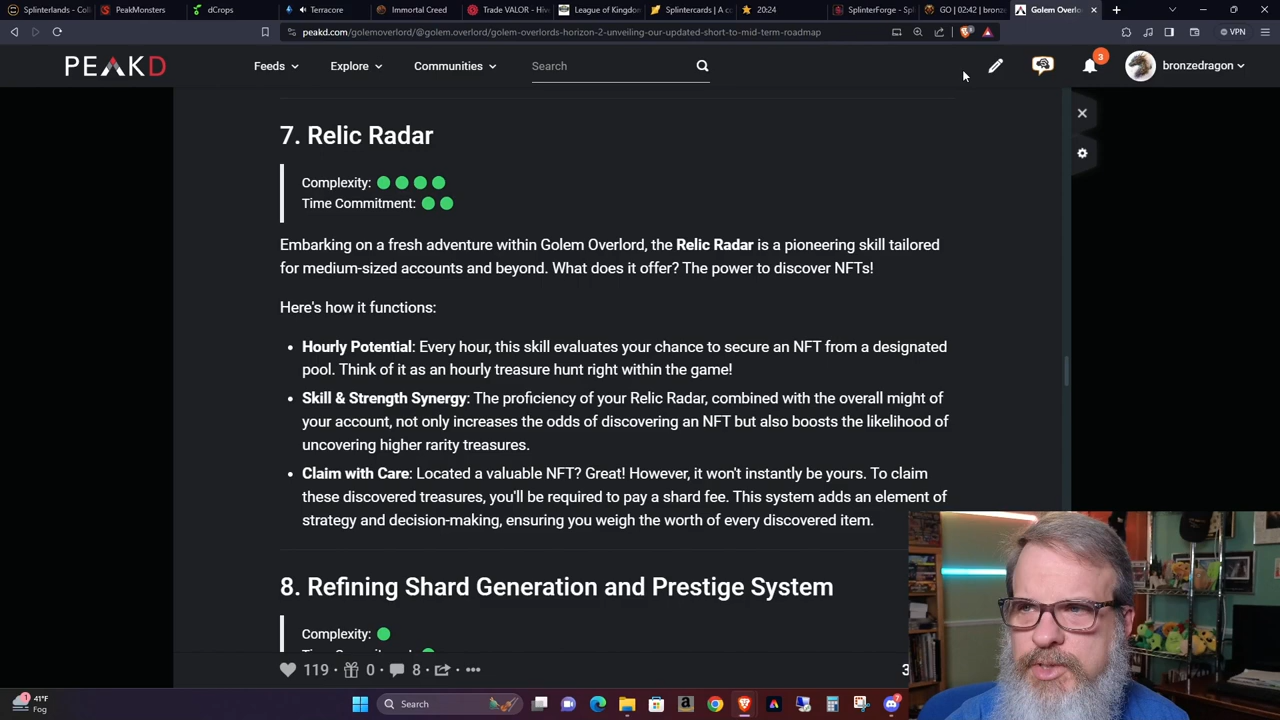 Splinterlands - Coll
PeakMonsters
dCrops
Terracore
Immortal Creed
Trade VALOR - Hiv
League of Kingdom
Splintercards | A co
20:24
SplinterForge - Spl
GO | 02:42 | bronze
Golem Overlo
peakd.com/golemoverlord/@golem.overlord/golem-overlords-horizon-2-unveiling-our-updated-short-to-mid-term-roadmap
VPN
PEAKD
Feeds
Explore
Communities
Search
3
bronzedragon
7. Relic Radar
Complexity:
Time Commitment:
Embarking on a fresh adventure within Golem Overlord, the Relic Radar is a pioneering skill tailored
for medium-sized accounts and beyond. What does it offer? The power to discover NFTs!
Here's how it functions:
• Hourly Potential: Every hour, this skill evaluates your chance to secure an NFT from a designated
pool. Think of it as an hourly treasure hunt right within the game!
• Skill & Strength Synergy: The proficiency of your Relic Radar, combined with the overall might of
your account, not only increases the odds of discovering an NFT but also boosts the likelihood of
uncovering higher rarity treasures.
• Claim with Care: Located a valuable NFT? Great! However, it won't instantly be yours. To claim
these discovered treasures, you'll be required to pay a shard fee. This system adds an element of
strategy and decision-making, ensuring you weigh the worth of every discovered item.
8. Refining Shard Generation and Prestige System
Complexity:
119 · 0 · 8 ·
3
41°F
Fog
Search